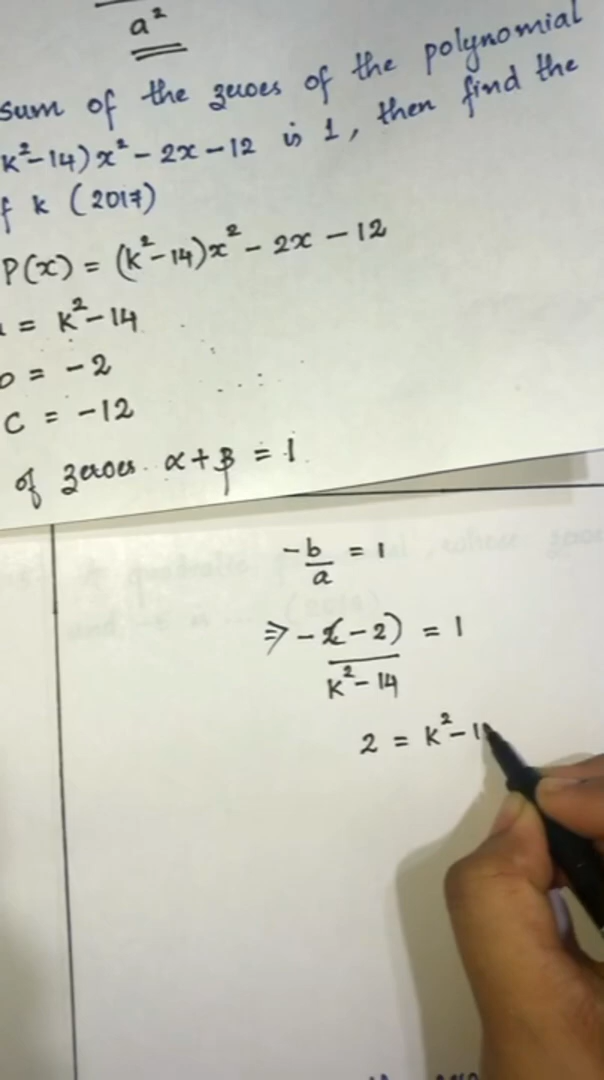 a²
sum of the zeroes of the polynomial
k²-14)x² - 2x - 12 is 1, then find the
f k (2017)
P(x) = (k²-14)x² - 2x - 12
= k²-14
= -2
C = -12
of zeroes α+β = 1
-b/a = 1
⇒ -(-2)/k²-14 = 1
2 = k²-1